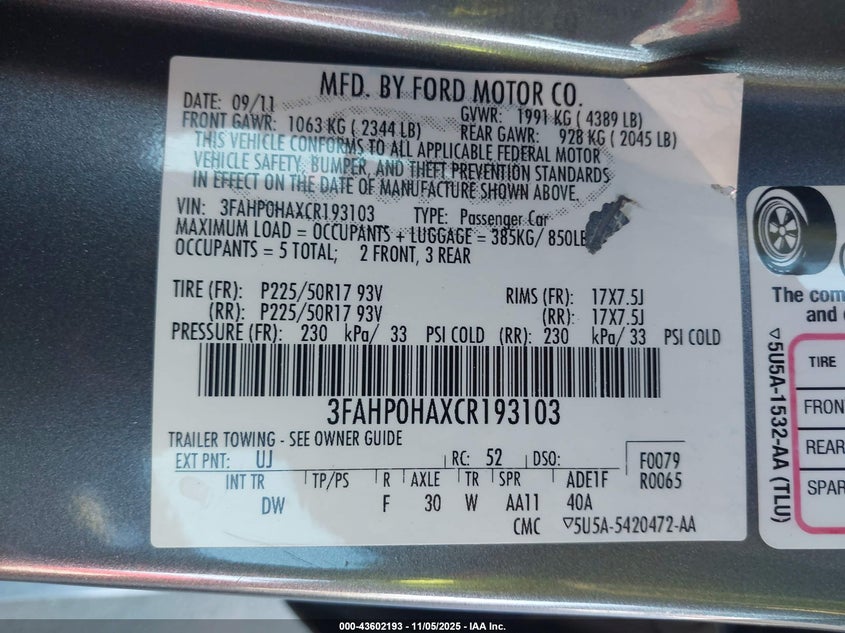 MFD. BY FORD MOTOR CO.
DATE: 09/11 GVWR: 1991 KG ( 4389 LB)
FRONT GAWR: 1063 KG ( 2344 LB) REAR GAWR: 928 KG ( 2045 LB)
THIS VEHICLE CONFORMS TO ALL APPLICABLE FEDERAL MOTOR
VEHICLE SAFETY, BUMPER, AND THEFT PREVENTION STANDARDS
IN EFFECT ON THE DATE OF MANUFACTURE SHOWN ABOVE.
VIN: 3FAHP0HAXCR193103 TYPE: Passenger Car
MAXIMUM LOAD = OCCUPANTS + LUGGAGE = 385KG/ 850LB
OCCUPANTS = 5 TOTAL; 2 FRONT, 3 REAR
TIRE (FR): P225/50R17 93V RIMS (FR): 17X7.5J
(RR): P225/50R17 93V (RR): 17X7.5J
PRESSURE (FR): 230 kPa/ 33 PSI COLD (RR): 230 kPa/ 33 PSI COLD
3FAHP0HAXCR193103
TRAILER TOWING - SEE OWNER GUIDE
EXT PNT: UJ RC: 52 DSO: F0079
INT TR TP/PS R AXLE TR SPR ADE1F R0065
DW F 30 W AA11 40A
CMC ▽5U5A-5420472-AA
The com
and
▽5U5A-1532-AA (TLU)
TIRE
FRON
REAR
SPAR
000-43602193 - 11/05/2025 - IAA Inc.